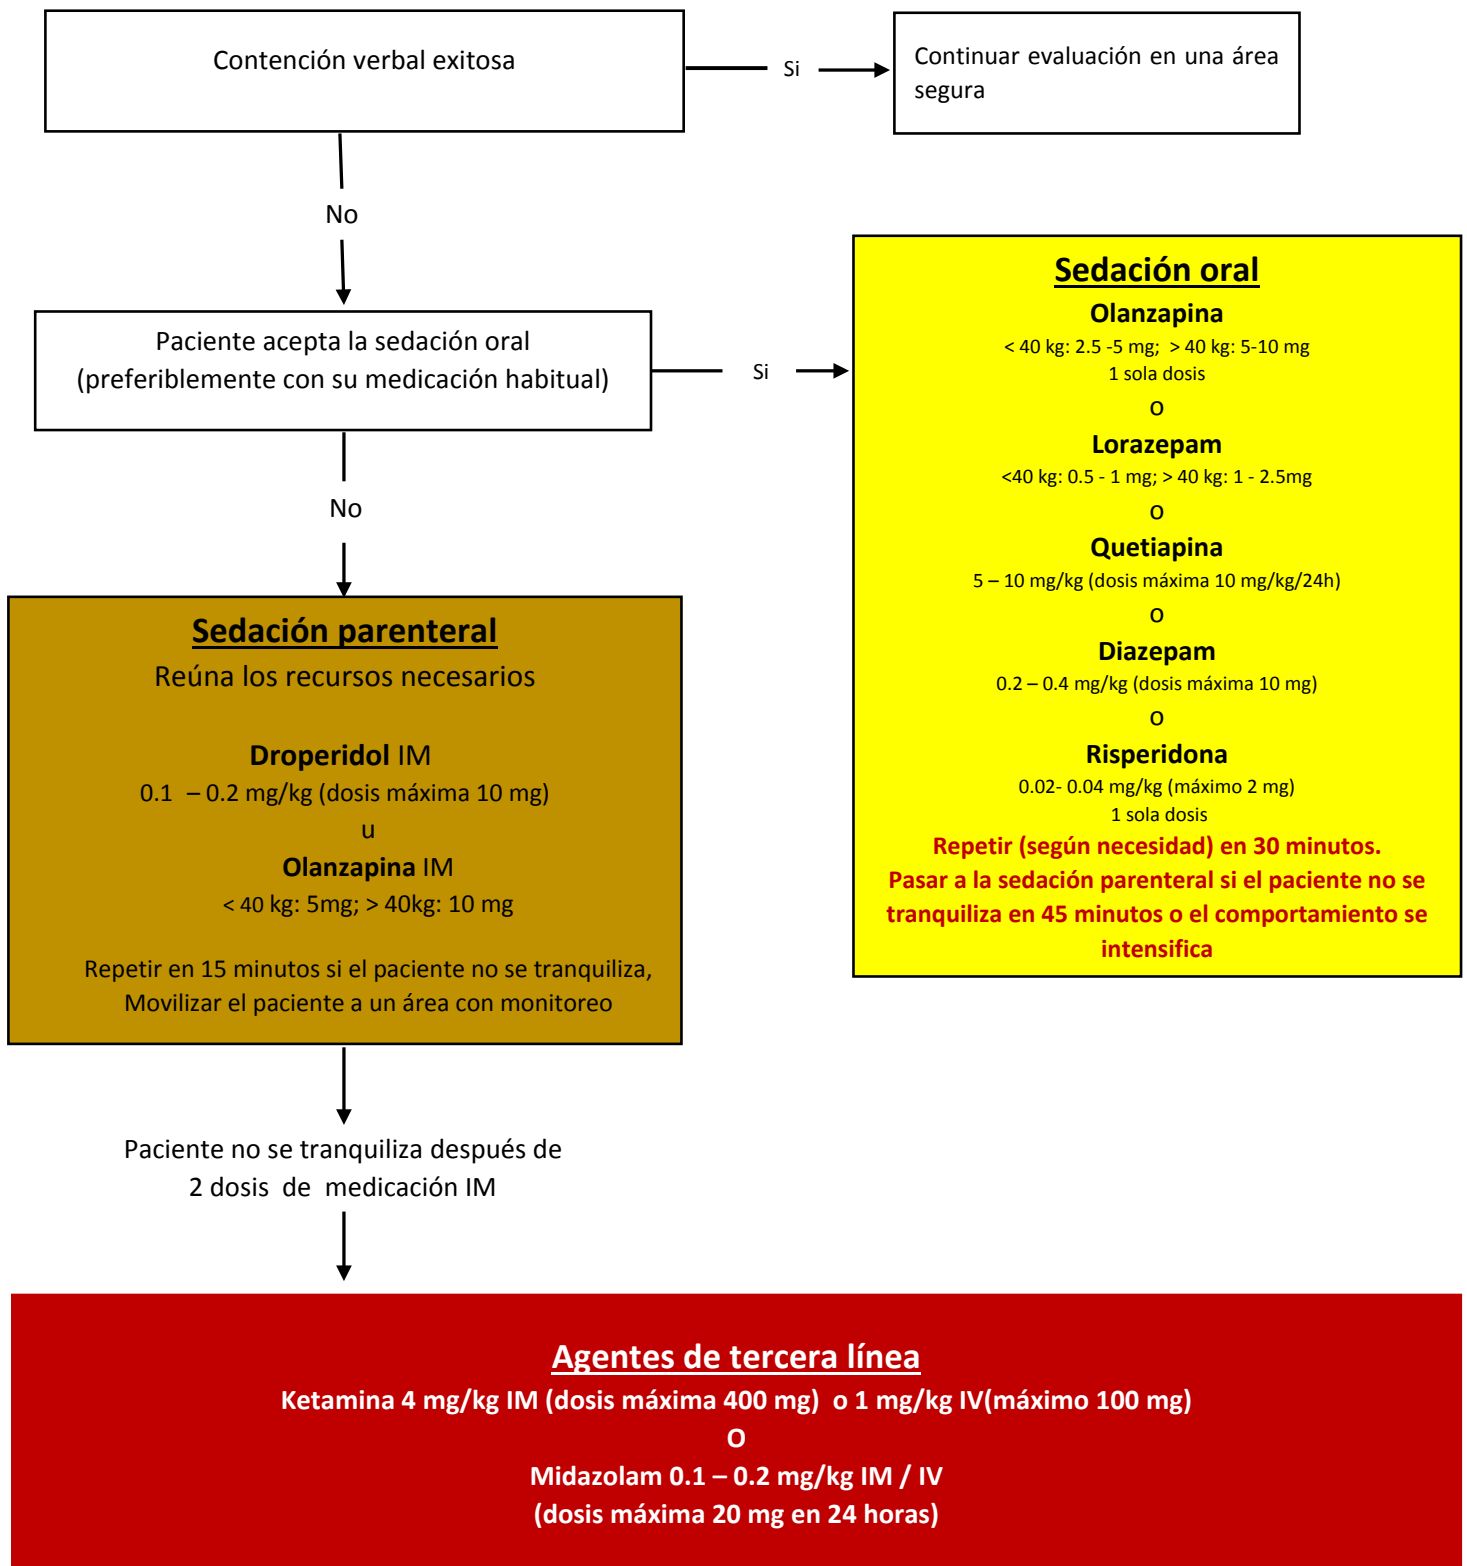 Contención verbal exitosa
Si
Continuar evaluación en una área
segura
No
Paciente acepta la sedación oral
(preferiblemente con su medicación habitual)
Si
Sedación oral
Olanzapina
< 40 kg: 2.5 -5 mg; > 40 kg: 5-10 mg
1 sola dosis
O
Lorazepam
<40 kg: 0.5 - 1 mg; > 40 kg: 1 - 2.5mg
O
Quetiapina
5 – 10 mg/kg (dosis máxima 10 mg/kg/24h)
O
Diazepam
0.2 – 0.4 mg/kg (dosis máxima 10 mg)
O
Risperidona
0.02- 0.04 mg/kg (máximo 2 mg)
1 sola dosis
Repetir (según necesidad) en 30 minutos.
Pasar a la sedación parenteral si el paciente no se
tranquiliza en 45 minutos o el comportamiento se
intensifica
No
Sedación parenteral
Reúna los recursos necesarios
Droperidol IM
0.1 – 0.2 mg/kg (dosis máxima 10 mg)
u
Olanzapina IM
< 40 kg: 5mg; > 40kg: 10 mg
Repetir en 15 minutos si el paciente no se tranquiliza,
Movilizar el paciente a un área con monitoreo
Paciente no se tranquiliza después de
2 dosis de medicación IM
Agentes de tercera línea
Ketamina 4 mg/kg IM (dosis máxima 400 mg) o 1 mg/kg IV(máximo 100 mg)
O
Midazolam 0.1 – 0.2 mg/kg IM / IV
(dosis máxima 20 mg en 24 horas)